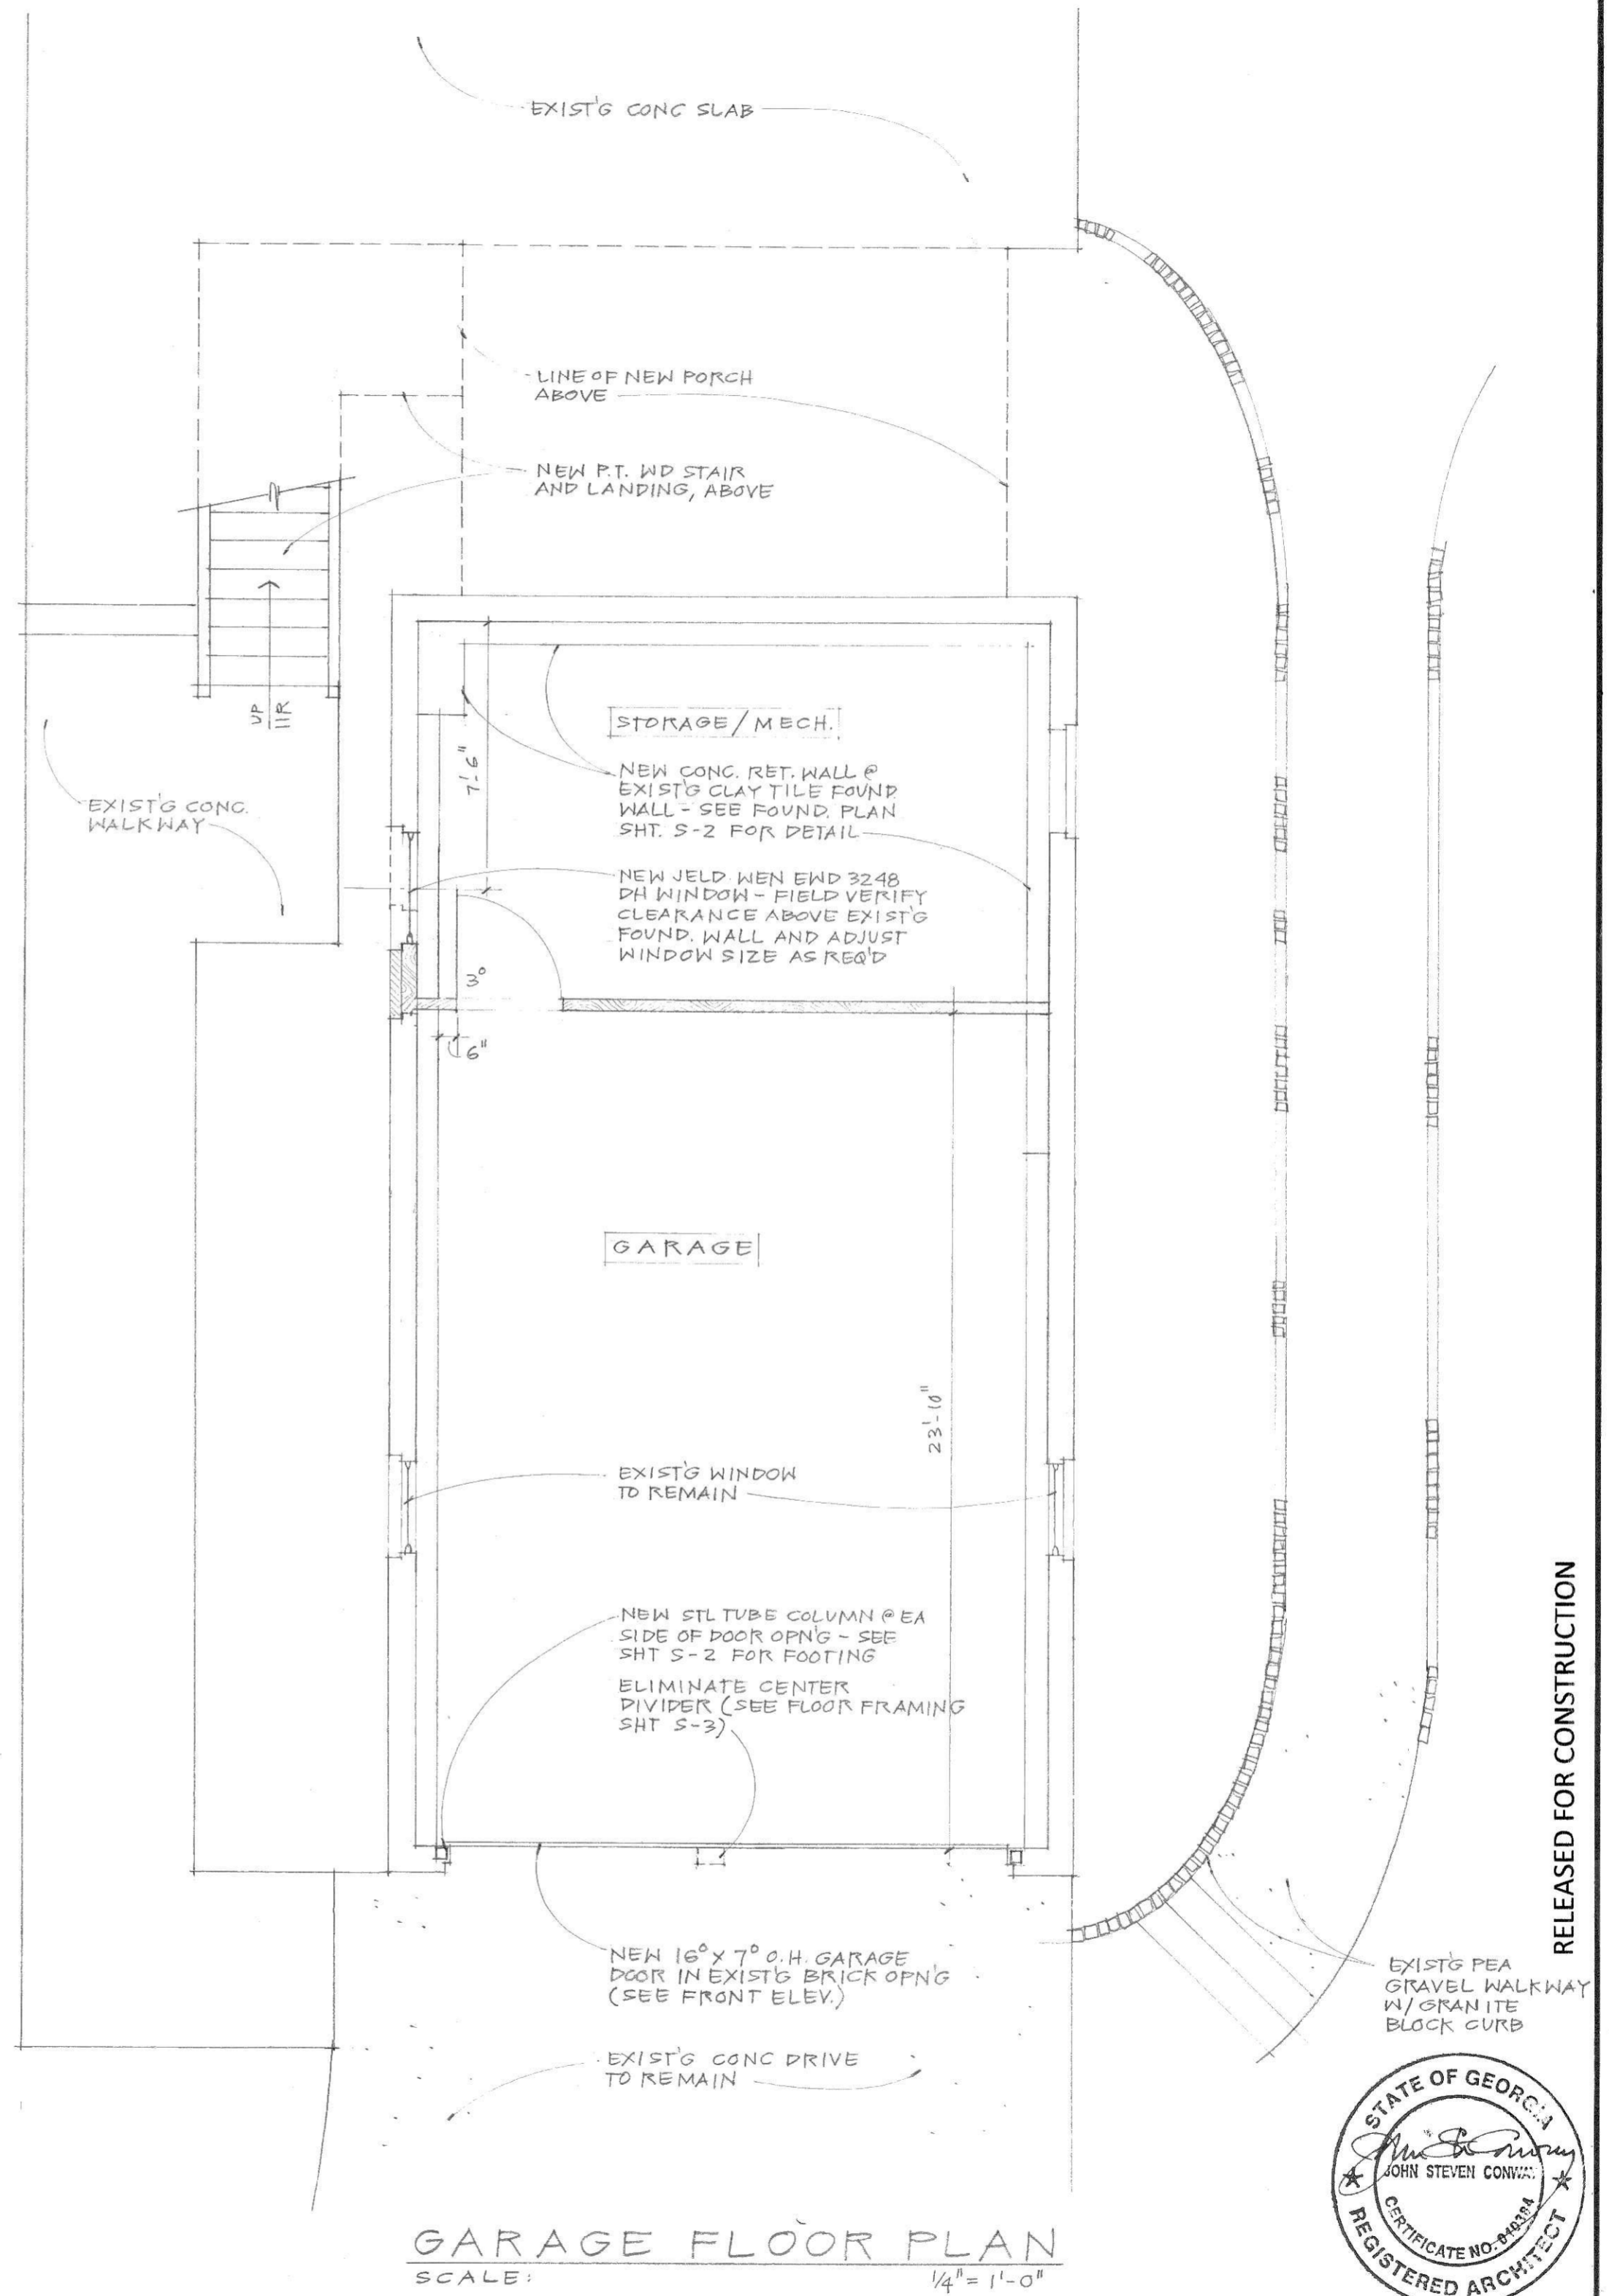 EXIST'G CONC SLAB
LINE OF NEW PORCH
ABOVE
NEW P.T. WD STAIR
AND LANDING, ABOVE
UP
11R
STORAGE/MECH.
7'-6"
NEW CONC. RET. WALL @
EXIST'G CLAY TILE FOUND
WALL - SEE FOUND. PLAN
SHT. S-2 FOR DETAIL
EXIST'G CONC.
WALKWAY
NEW JELD WEN EWD 3248
DH WINDOW - FIELD VERIFY
CLEARANCE ABOVE EXIST'G
FOUND. WALL AND ADJUST
WINDOW SIZE AS REQ'D
3°
6"
GARAGE
23'-10"
EXIST'G WINDOW
TO REMAIN
NEW STL TUBE COLUMN @ EA
SIDE OF DOOR OPN'G - SEE
SHT S-2 FOR FOOTING
ELIMINATE CENTER
DIVIDER (SEE FLOOR FRAMING
SHT S-3)
NEW 16° X 7° O.H. GARAGE
DOOR IN EXIST'G BRICK OPN'G
(SEE FRONT ELEV.)
EXIST'G CONC DRIVE
TO REMAIN
EXIST'G PEA
GRAVEL WALKWAY
W/ GRANITE
BLOCK CURB
RELEASED FOR CONSTRUCTION
STATE OF GEORGIA
JOHN STEVEN CONWAY
CERTIFICATE NO.
REGISTERED ARCHITECT
GARAGE FLOOR PLAN
SCALE: 1/4" = 1'-0"